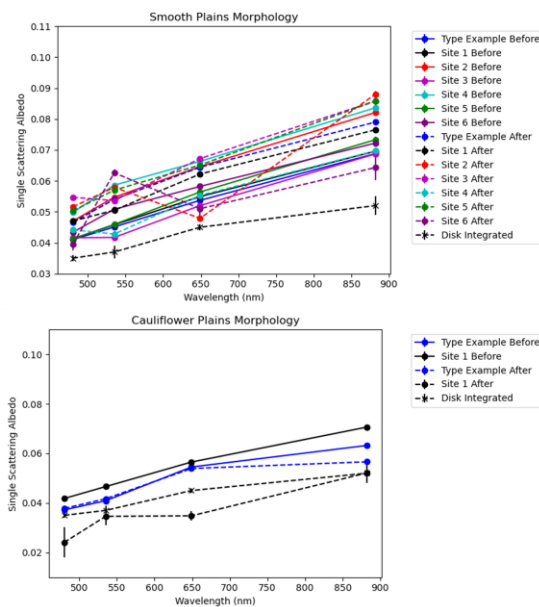 Smooth Plains Morphology
0.11
0.10
0.09
0.08
0.07
0.06
0.05
0.04
0.03
Single Scattering Albedo
500
550
600
650
700
750
800
850
900
Wavelength (nm)
Type Example Before
Site 1 Before
Site 2 Before
Site 3 Before
Site 4 Before
Site 5 Before
Site 6 Before
Type Example After
Site 1 After
Site 2 After
Site 3 After
Site 4 After
Site 5 After
Site 6 After
Disk Integrated
Cauliflower Plains Morphology
0.10
0.08
0.06
0.04
0.02
Single Scattering Albedo
500
550
600
650
700
750
800
850
900
Wavelength (nm)
Type Example Before
Site 1 Before
Type Example After
Site 1 After
Disk Integrated